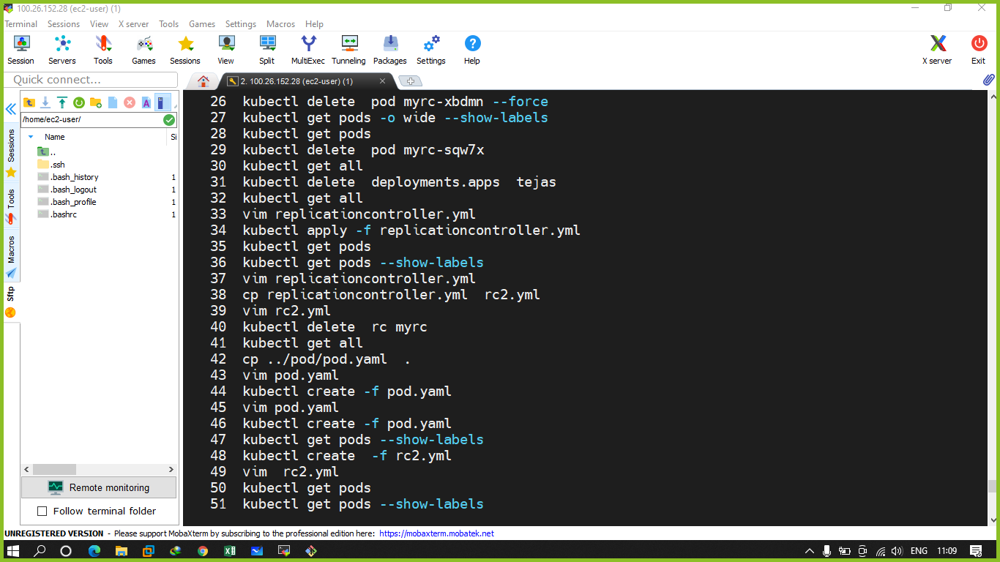 100.26.152.28 (ec2-user) (1)
Terminal Sessions View X server Tools Games Settings Macros Help
Session Servers Tools Games Sessions View Split MultiExec Tunneling Packages Settings Help X server Exit
Quick connect...
2. 100.26.152.28 (ec2-user) (1)
/home/ec2-user/
Name Si
..
.ssh
.bash_history 1
.bash_logout 1
.bash_profile 1
.bashrc 1
Sessions
Tools
Macros
Sftp
Remote monitoring
Follow terminal folder
26 kubectl delete  pod myrc-xbdmn --force
27 kubectl get pods -o wide --show-labels
28 kubectl get pods
29 kubectl delete  pod myrc-sqw7x
30 kubectl get all
31 kubectl delete  deployments.apps  tejas
32 kubectl get all
33 vim replicationcontroller.yml
34 kubectl apply -f replicationcontroller.yml
35 kubectl get pods
36 kubectl get pods --show-labels
37 vim replicationcontroller.yml
38 cp replicationcontroller.yml  rc2.yml
39 vim rc2.yml
40 kubectl delete  rc myrc
41 kubectl get all
42 cp ../pod/pod.yaml  .
43 vim pod.yaml
44 kubectl create -f pod.yaml
45 vim pod.yaml
46 kubectl create -f pod.yaml
47 kubectl get pods --show-labels
48 kubectl create  -f rc2.yml
49 vim  rc2.yml
50 kubectl get pods
51 kubectl get pods --show-labels
UNREGISTERED VERSION - Please support MobaXterm by subscribing to the professional edition here: https://mobaxterm.mobatek.net
ENG 11:09